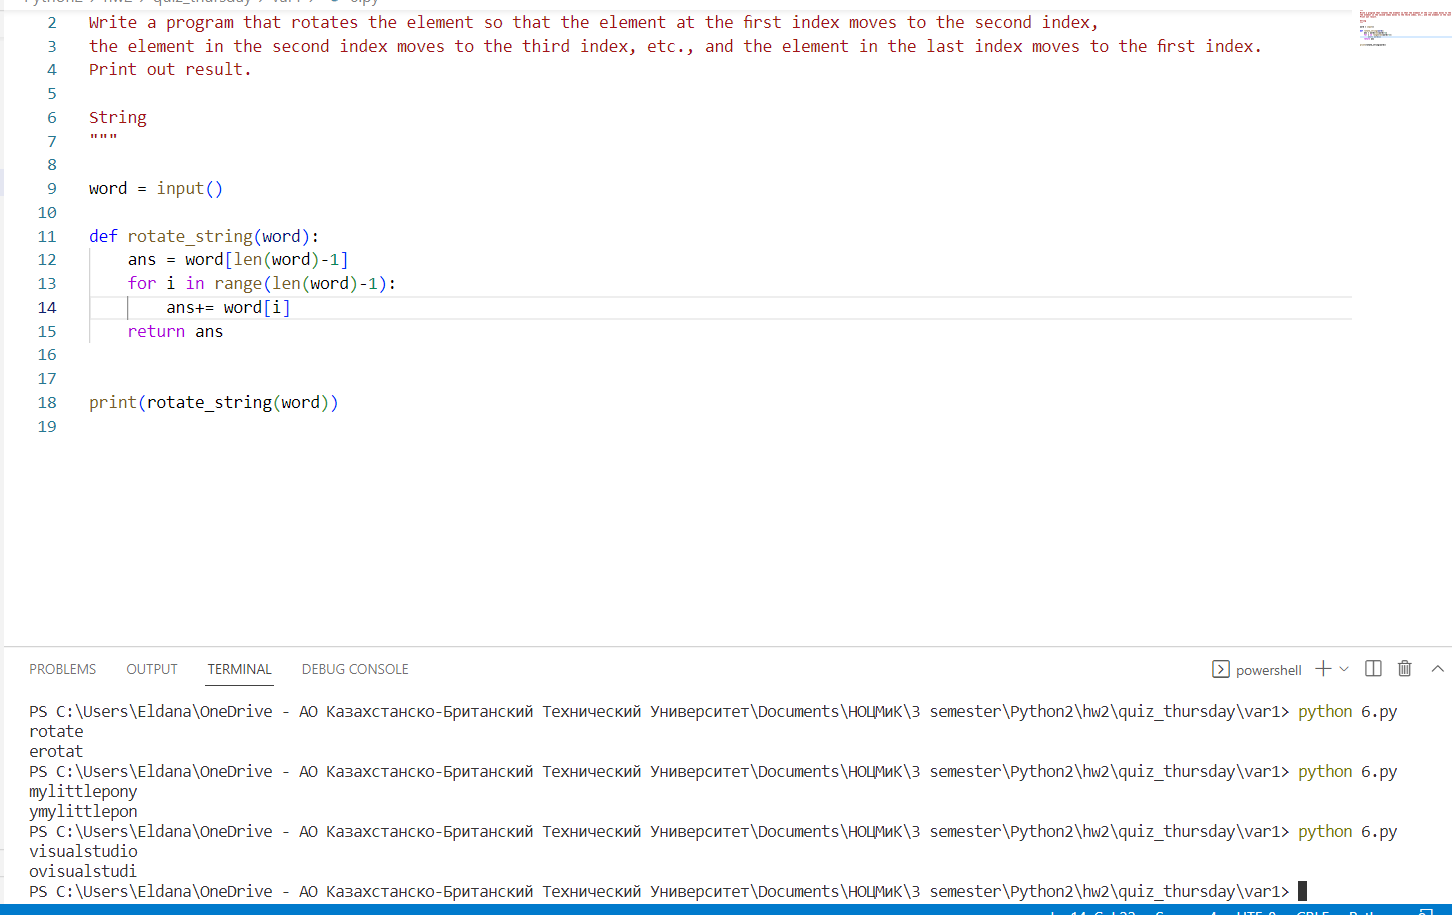 Python2 > hw2 > quiz_thursday > var1 > 6.py
2 Write a program that rotates the element so that the element at the first index moves to the second index,
3 the element in the second index moves to the third index, etc., and the element in the last index moves to the first index.
4 Print out result.
5
6 String
7 """
8
9 word = input()
10
11 def rotate_string(word):
12 ans = word[len(word)-1]
13 for i in range(len(word)-1):
14 ans+= word[i]
15 return ans
16
17
18 print(rotate_string(word))
19
PROBLEMS OUTPUT TERMINAL DEBUG CONSOLE powershell
PS C:\Users\Eldana\OneDrive - АО Казахстанско-Британский Технический Университет\Documents\НОЦМиК\3 semester\Python2\hw2\quiz_thursday\var1> python 6.py
rotate
erotat
PS C:\Users\Eldana\OneDrive - АО Казахстанско-Британский Технический Университет\Documents\НОЦМиК\3 semester\Python2\hw2\quiz_thursday\var1> python 6.py
mylittlepony
ymylittlepon
PS C:\Users\Eldana\OneDrive - АО Казахстанско-Британский Технический Университет\Documents\НОЦМиК\3 semester\Python2\hw2\quiz_thursday\var1> python 6.py
visualstudio
ovisualstudi
PS C:\Users\Eldana\OneDrive - АО Казахстанско-Британский Технический Университет\Documents\НОЦМиК\3 semester\Python2\hw2\quiz_thursday\var1>